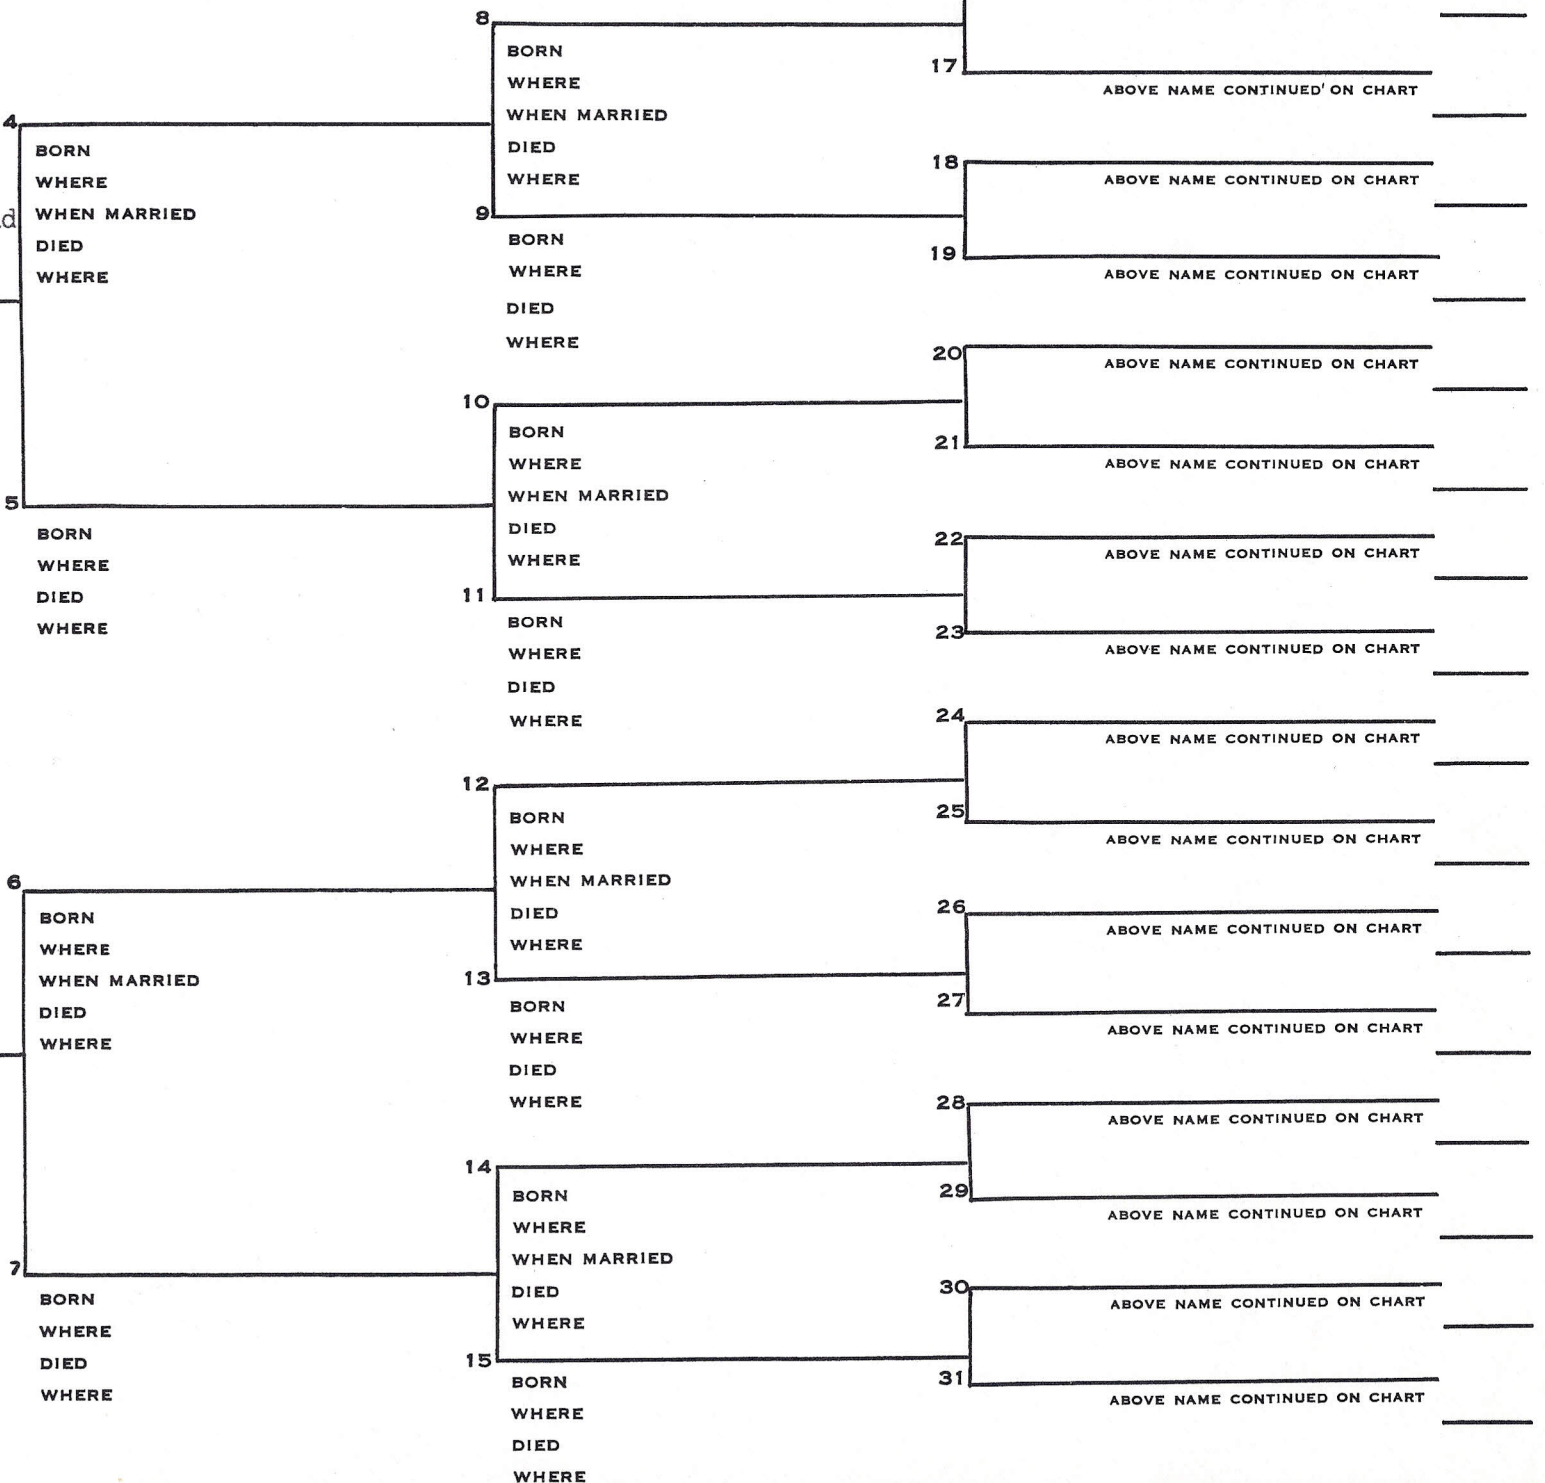 8
BORN
WHERE
WHEN MARRIED
DIED
WHERE
17
ABOVE NAME CONTINUED ON CHART
4
BORN
WHERE
WHEN MARRIED
DIED
WHERE
d
18
ABOVE NAME CONTINUED ON CHART
9
BORN
WHERE
DIED
WHERE
19
ABOVE NAME CONTINUED ON CHART
20
ABOVE NAME CONTINUED ON CHART
10
BORN
WHERE
WHEN MARRIED
DIED
WHERE
21
ABOVE NAME CONTINUED ON CHART
5
BORN
WHERE
DIED
WHERE
22
ABOVE NAME CONTINUED ON CHART
11
BORN
WHERE
DIED
WHERE
23
ABOVE NAME CONTINUED ON CHART
24
ABOVE NAME CONTINUED ON CHART
12
BORN
WHERE
WHEN MARRIED
DIED
WHERE
25
ABOVE NAME CONTINUED ON CHART
6
BORN
WHERE
WHEN MARRIED
DIED
WHERE
26
ABOVE NAME CONTINUED ON CHART
13
BORN
WHERE
DIED
WHERE
27
ABOVE NAME CONTINUED ON CHART
28
ABOVE NAME CONTINUED ON CHART
14
BORN
WHERE
WHEN MARRIED
DIED
WHERE
29
ABOVE NAME CONTINUED ON CHART
7
BORN
WHERE
DIED
WHERE
30
ABOVE NAME CONTINUED ON CHART
15
BORN
WHERE
DIED
WHERE
31
ABOVE NAME CONTINUED ON CHART